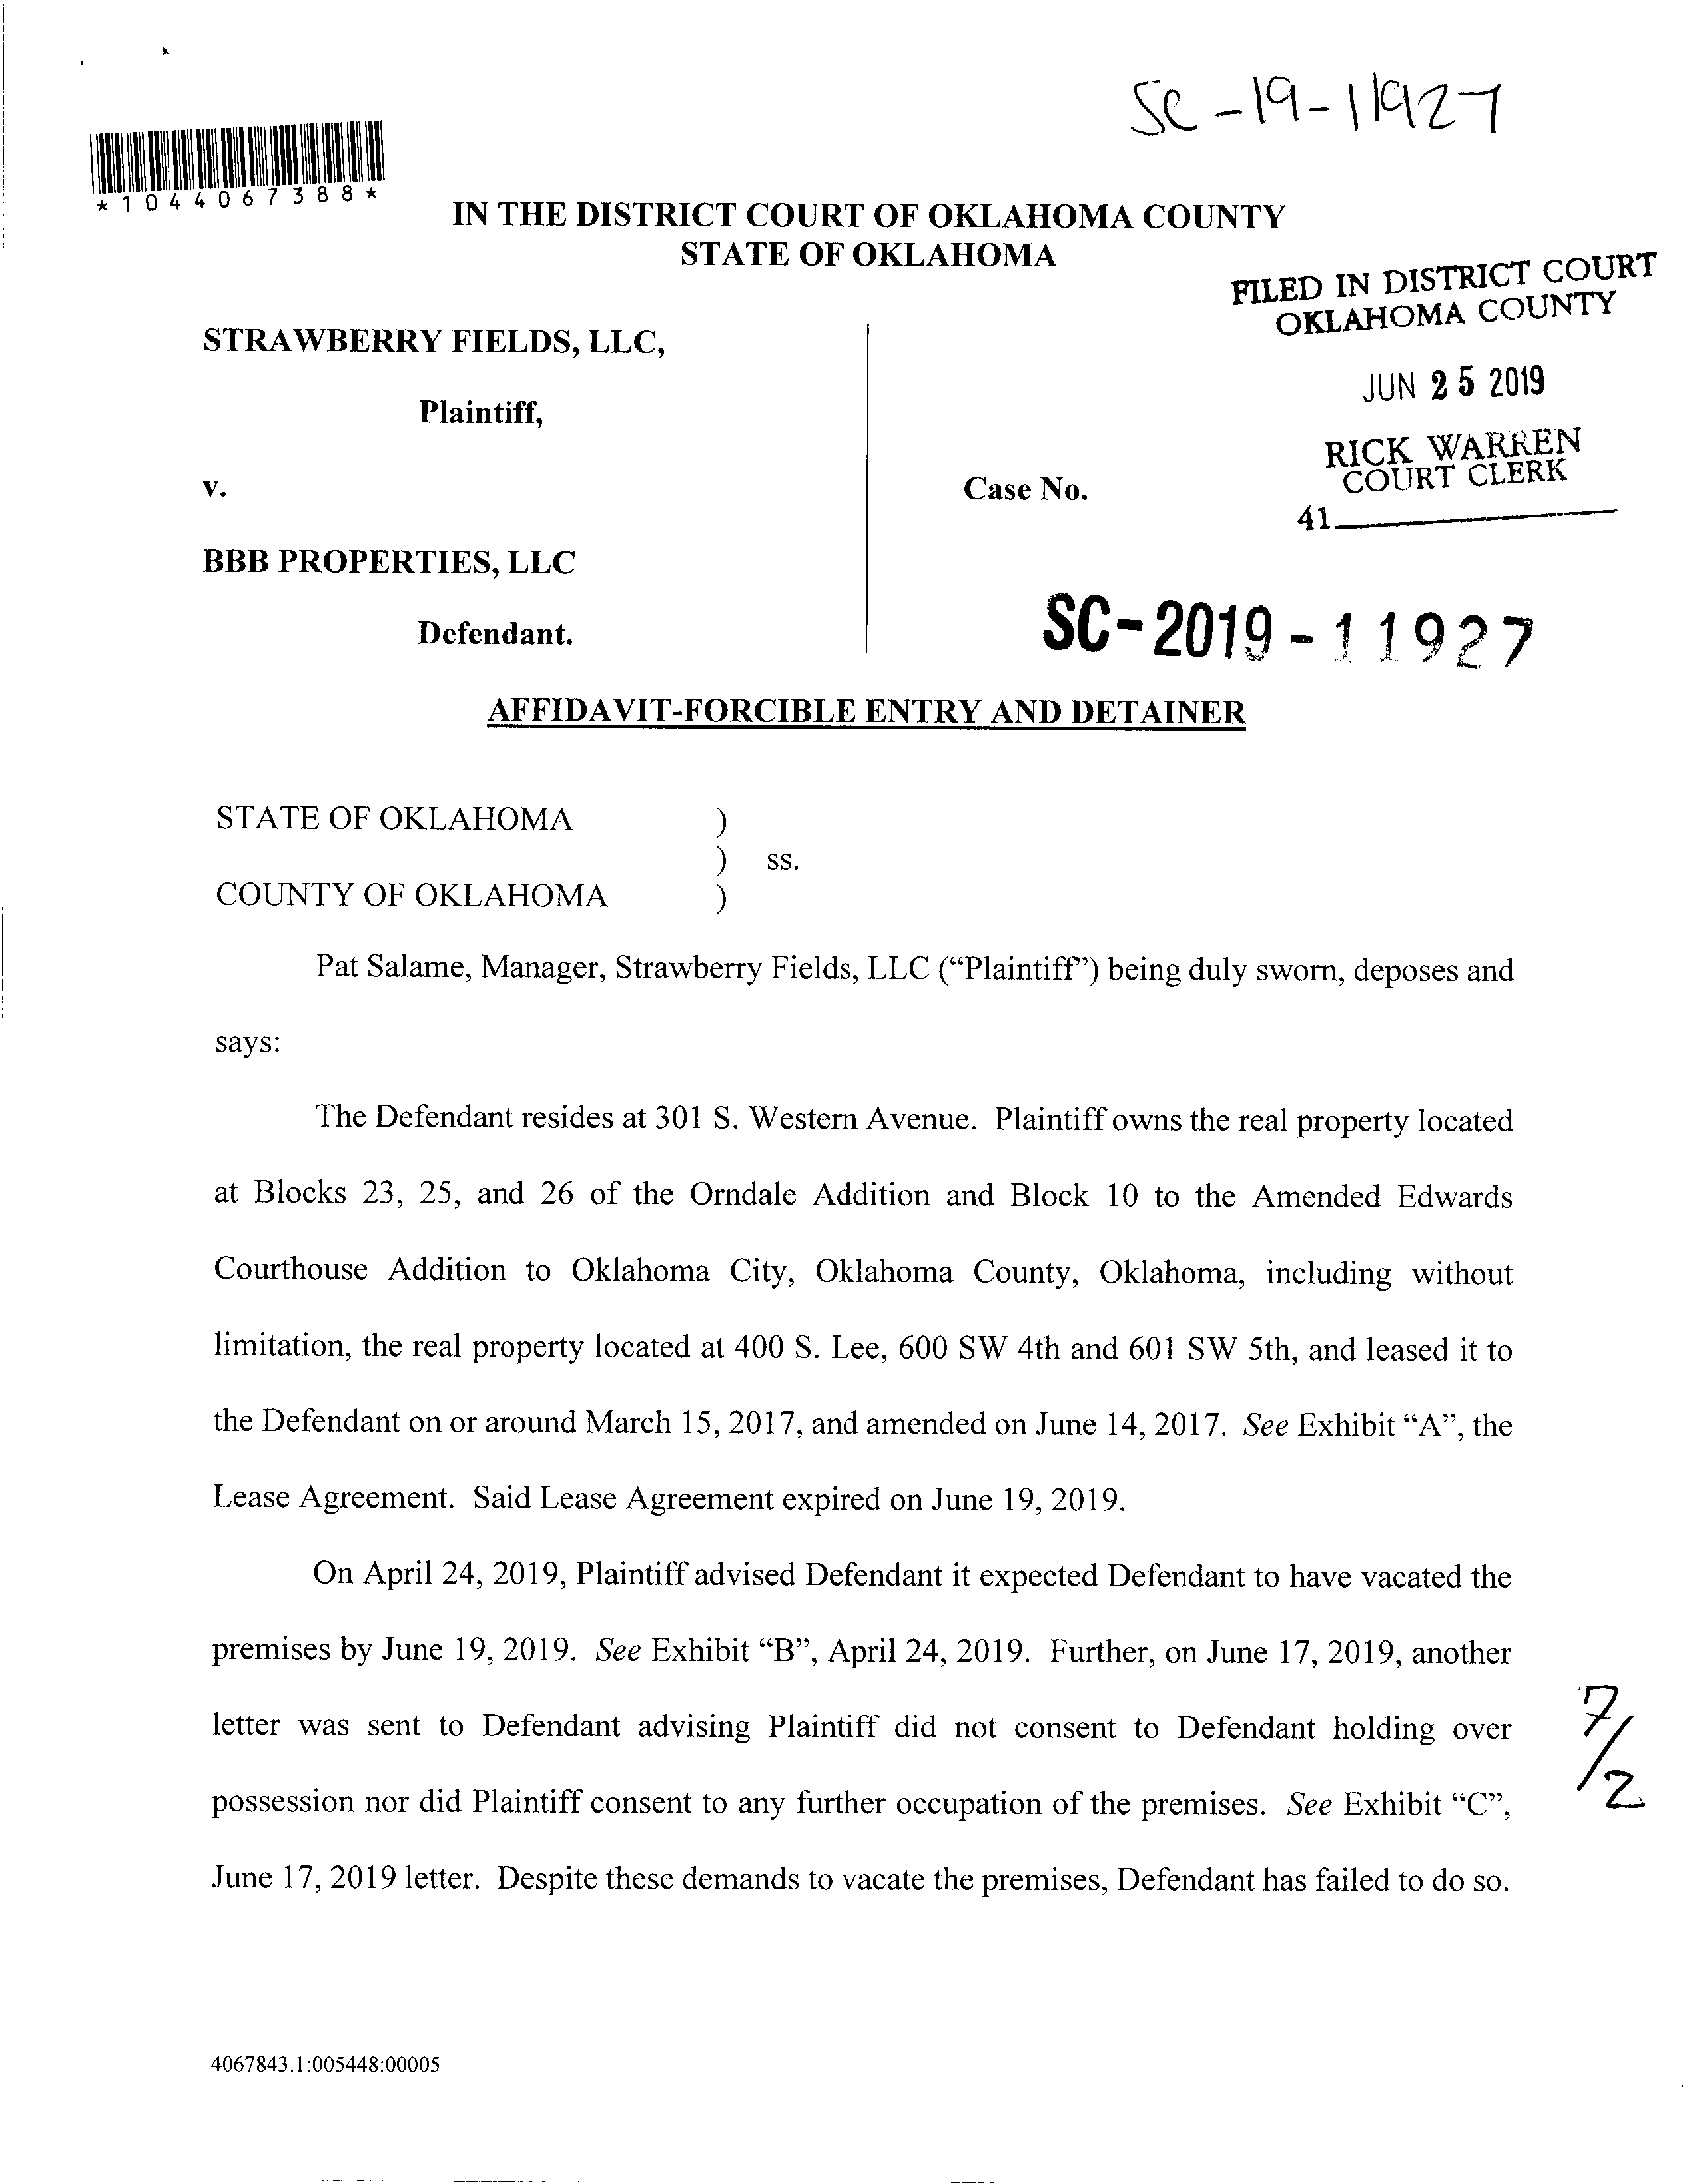 SC-19-11927
*1044067388*
IN THE DISTRICT COURT OF OKLAHOMA COUNTY
STATE OF OKLAHOMA
FILED IN DISTRICT COURT
OKLAHOMA COUNTY
STRAWBERRY FIELDS, LLC,
JUN 25 2019
Plaintiff,
RICK WARREN
COURT CLERK
v.
Case No.
41
BBB PROPERTIES, LLC
SC-2019-11927
Defendant.
AFFIDAVIT-FORCIBLE ENTRY AND DETAINER
STATE OF OKLAHOMA )
) ss.
COUNTY OF OKLAHOMA )
Pat Salame, Manager, Strawberry Fields, LLC (“Plaintiff”) being duly sworn, deposes and
says:
The Defendant resides at 301 S. Western Avenue. Plaintiff owns the real property located
at Blocks 23, 25, and 26 of the Orndale Addition and Block 10 to the Amended Edwards
Courthouse Addition to Oklahoma City, Oklahoma County, Oklahoma, including without
limitation, the real property located at 400 S. Lee, 600 SW 4th and 601 SW 5th, and leased it to
the Defendant on or around March 15, 2017, and amended on June 14, 2017. See Exhibit “A”, the
Lease Agreement. Said Lease Agreement expired on June 19, 2019.
On April 24, 2019, Plaintiff advised Defendant it expected Defendant to have vacated the
premises by June 19, 2019. See Exhibit “B”, April 24, 2019. Further, on June 17, 2019, another
letter was sent to Defendant advising Plaintiff did not consent to Defendant holding over
possession nor did Plaintiff consent to any further occupation of the premises. See Exhibit “C”,
June 17, 2019 letter. Despite these demands to vacate the premises, Defendant has failed to do so.
7/2
4067843.1:005448:00005